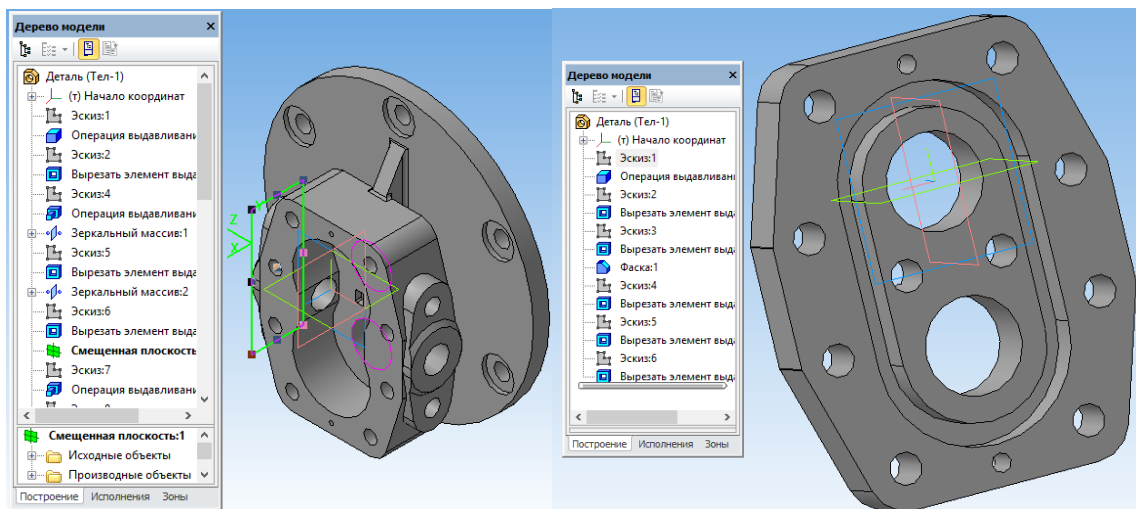 Дерево модели
Деталь (Тел-1)
(т) Начало координат
Эскиз:1
Операция выдавливани
Эскиз:2
Вырезать элемент выда
Эскиз:4
Операция выдавливани
Зеркальный массив:1
Эскиз:5
Вырезать элемент выда
Зеркальный массив:2
Эскиз:6
Вырезать элемент выда
Смещенная плоскость
Эскиз:7
Операция выдавливани
Смещенная плоскость:1
Исходные объекты
Производные объекты
Построение Исполнения Зоны
Z
Y
X
Дерево модели
Деталь (Тел-1)
(т) Начало координат
Эскиз:1
Операция выдавливани
Эскиз:2
Вырезать элемент выда
Эскиз:3
Вырезать элемент выда
Фаска:1
Эскиз:4
Вырезать элемент выда
Эскиз:5
Вырезать элемент выда
Эскиз:6
Вырезать элемент выда
Построение Исполнения Зоны